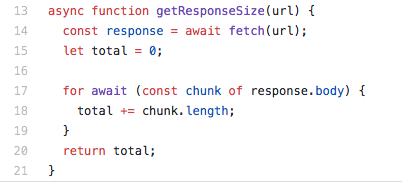 13 async function getResponseSize(url) {
14   const response = await fetch(url);
15   let total = 0;
16
17   for await (const chunk of response.body) {
18     total += chunk.length;
19   }
20   return total;
21 }